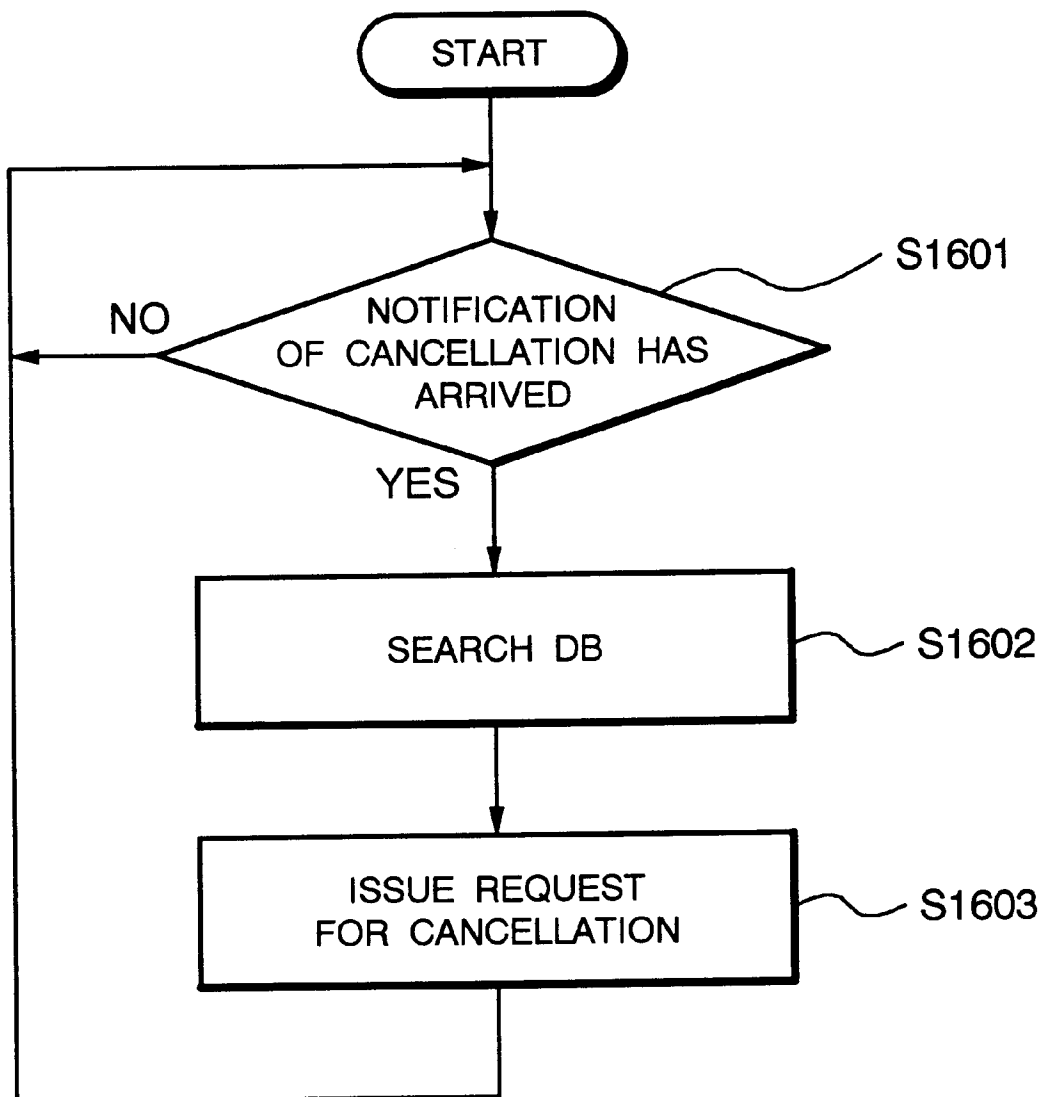 START
S1601
NOTIFICATION
OF CANCELLATION HAS
ARRIVED
NO
YES
SEARCH DB
S1602
ISSUE REQUEST
FOR CANCELLATION
S1603